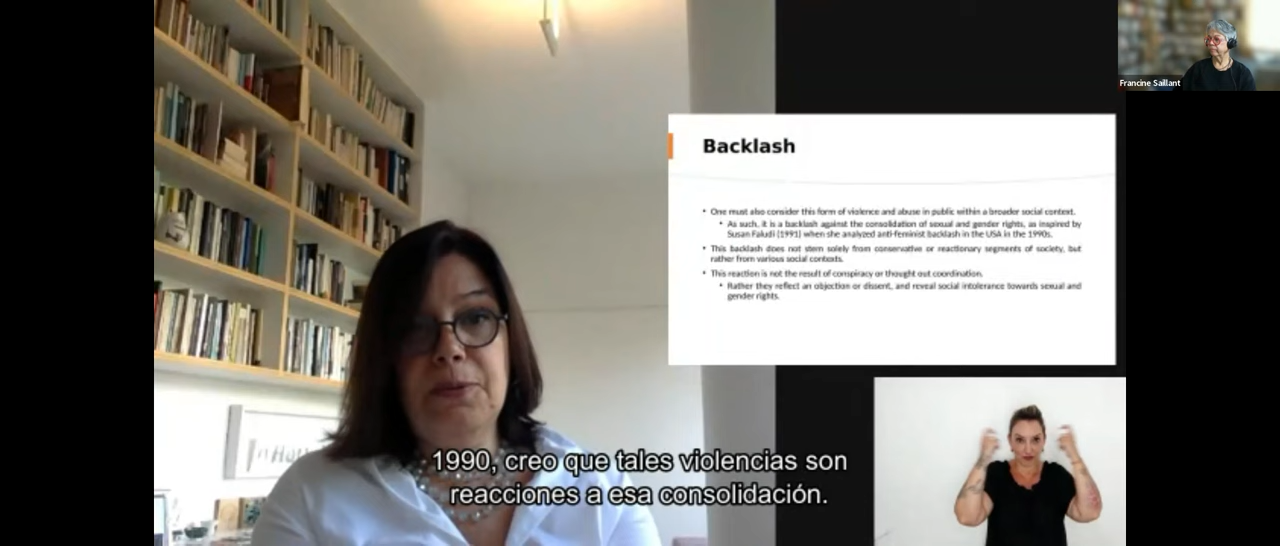 Francine Saillant
Backlash
• One must also consider this form of violence and abuse in public within a broader social context.
• As such, it is a backlash against the consolidation of sexual and gender rights, as inspired by
Susan Faludi (1991) when she analyzed anti-feminist backlash in the USA in the 1990s.
• This backlash does not stem solely from conservative or reactionary segments of society, but
rather from various social contexts.
• This reaction is not the result of conspiracy or thought out coordination.
• Rather they reflect an objection or dissent, and reveal social intolerance towards sexual and
gender rights.
1990, creo que tales violencias son
reacciones a esa consolidación.